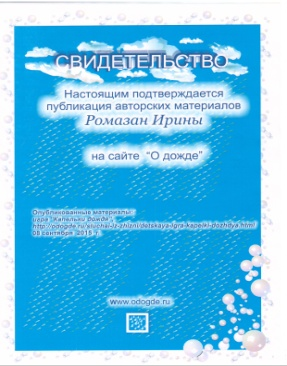 СВИДЕТЕЛЬСТВО
Настоящим подтверждается
публикация авторских материалов
Ромазан Ирины
на сайте "О дожде"
Опубликованные материалы:
игра "Капельки дождя",
http://odogde.ru/sluchai-iz-zhizni/detskaya-igra-kapelki-dozhdya.html
08 сентября 2015 г.
www.odogde.ru